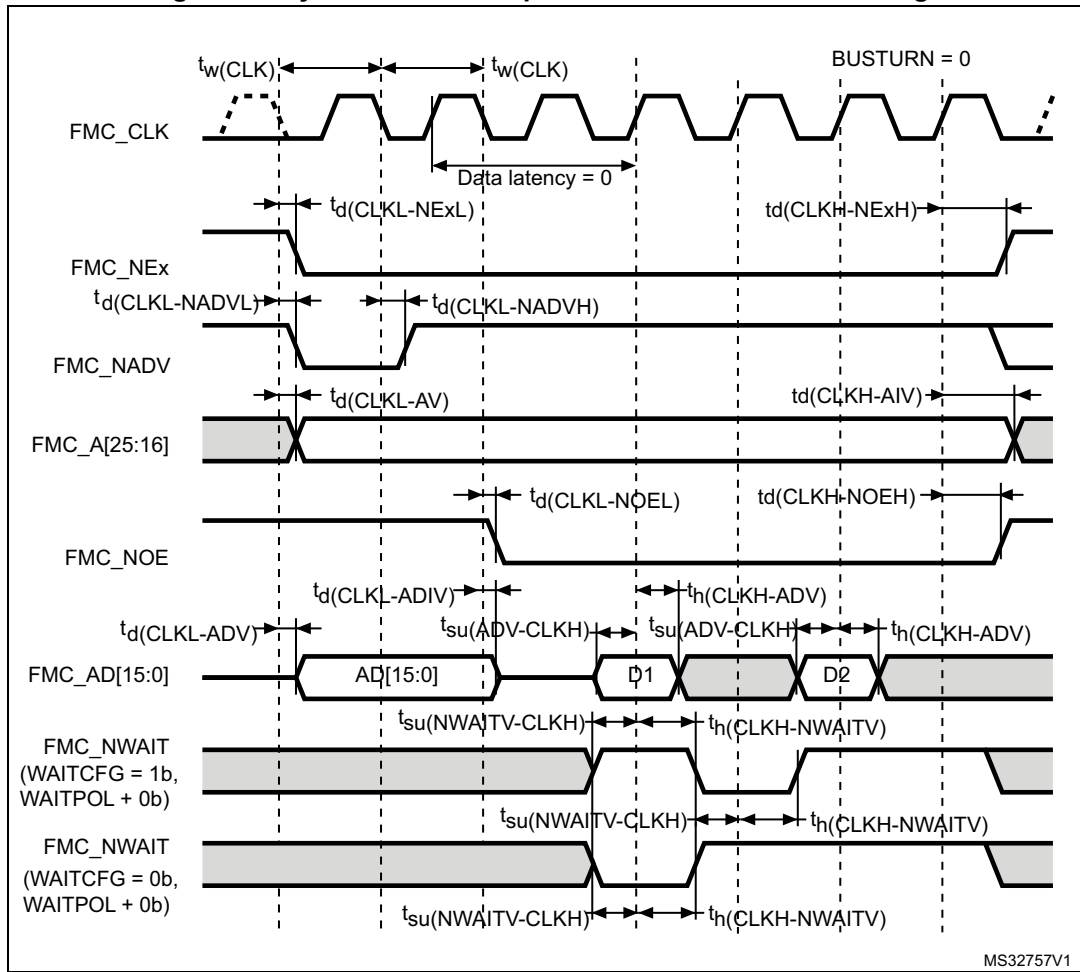 tw(CLK) tw(CLK) BUSTURN = 0
FMC_CLK
Data latency = 0
td(CLKL-NExL) td(CLKH-NExH)
FMC_NEx
td(CLKL-NADVL) td(CLKL-NADVH)
FMC_NADV
td(CLKL-AV) td(CLKH-AIV)
FMC_A[25:16]
td(CLKL-NOEL) td(CLKH-NOEH)
FMC_NOE
td(CLKL-ADIV) th(CLKH-ADV)
td(CLKL-ADV) tsu(ADV-CLKH) tsu(ADV-CLKH) th(CLKH-ADV)
FMC_AD[15:0] AD[15:0] D1 D2
tsu(NWAITV-CLKH) th(CLKH-NWAITV)
FMC_NWAIT
(WAITCFG = 1b,
WAITPOL + 0b)
tsu(NWAITV-CLKH) th(CLKH-NWAITV)
FMC_NWAIT
(WAITCFG = 0b,
WAITPOL + 0b)
tsu(NWAITV-CLKH) th(CLKH-NWAITV)
MS32757V1